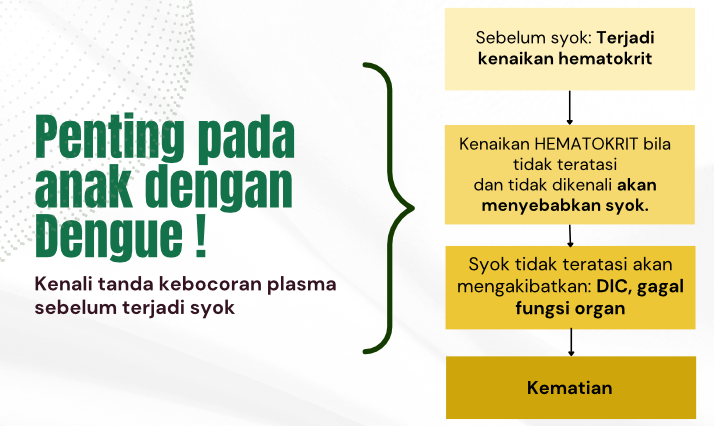 Penting pada
anak dengan
Dengue !
Kenali tanda kebocoran plasma
sebelum terjadi syok
Sebelum syok: Terjadi
kenaikan hematokrit
Kenaikan HEMATOKRIT bila
tidak teratasi
dan tidak dikenali akan
menyebabkan syok.
Syok tidak teratasi akan
mengakibatkan: DIC, gagal
fungsi organ
Kematian